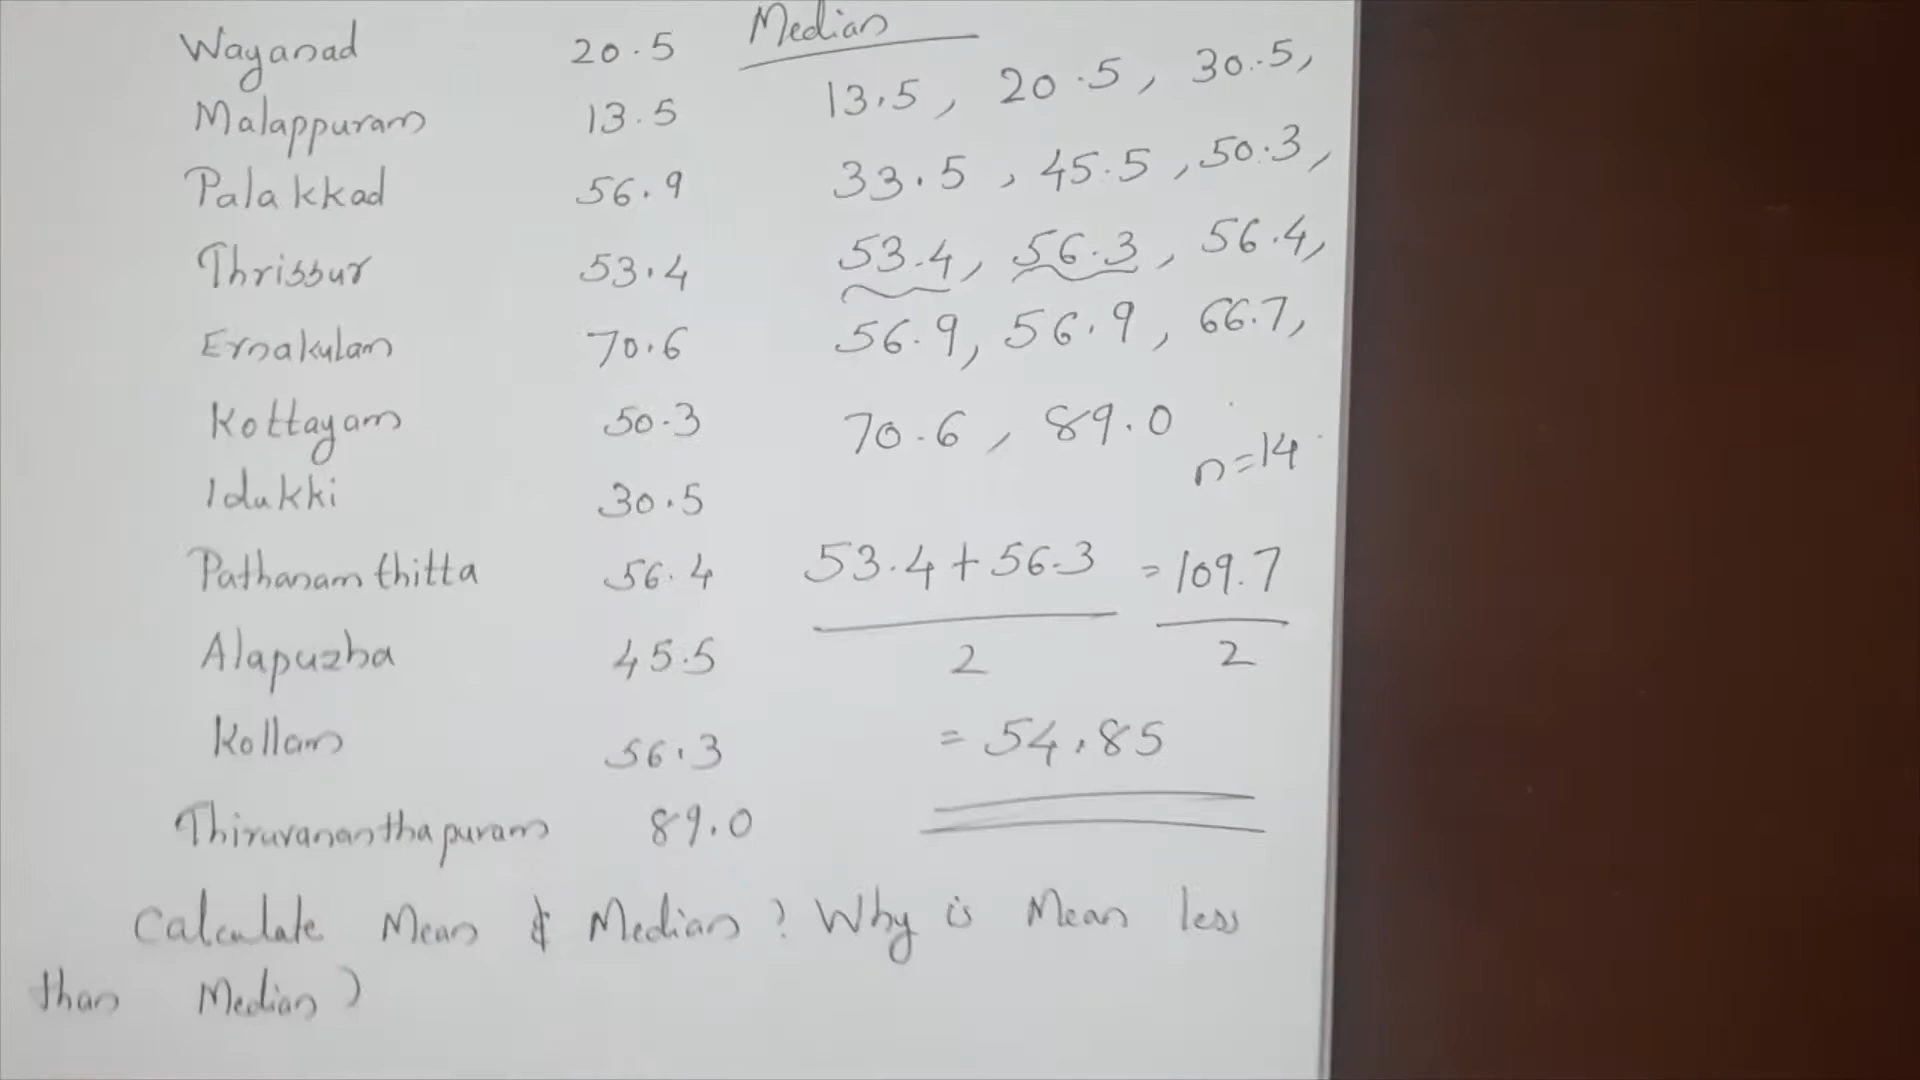 Wayanad 20.5
Malappuram 13.5
Palakkad 56.9
Thrissur 53.4
Ernakulam 70.6
Kottayam 50.3
Idukki 30.5
Pathanamthitta 56.4
Alapuzha 45.5
Kollam 56.3
Thiruvananthapuram 89.0
Median
13.5, 20.5, 30.5,
33.5, 45.5, 50.3,
53.4, 56.3, 56.4,
56.9, 56.9, 66.7,
70.6, 89.0
n=14
53.4+56.3 = 109.7
2 2
= 54.85
Calculate Mean & Median? Why is Mean less
than Median?